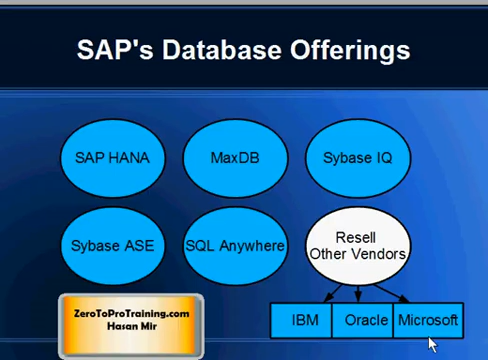 SAP's Database Offerings
SAP HANA
MaxDB
Sybase IQ
Sybase ASE
SQL Anywhere
Resell
Other Vendors
IBM
Oracle
Microsoft
ZeroToProTraining.com
Hasan Mir